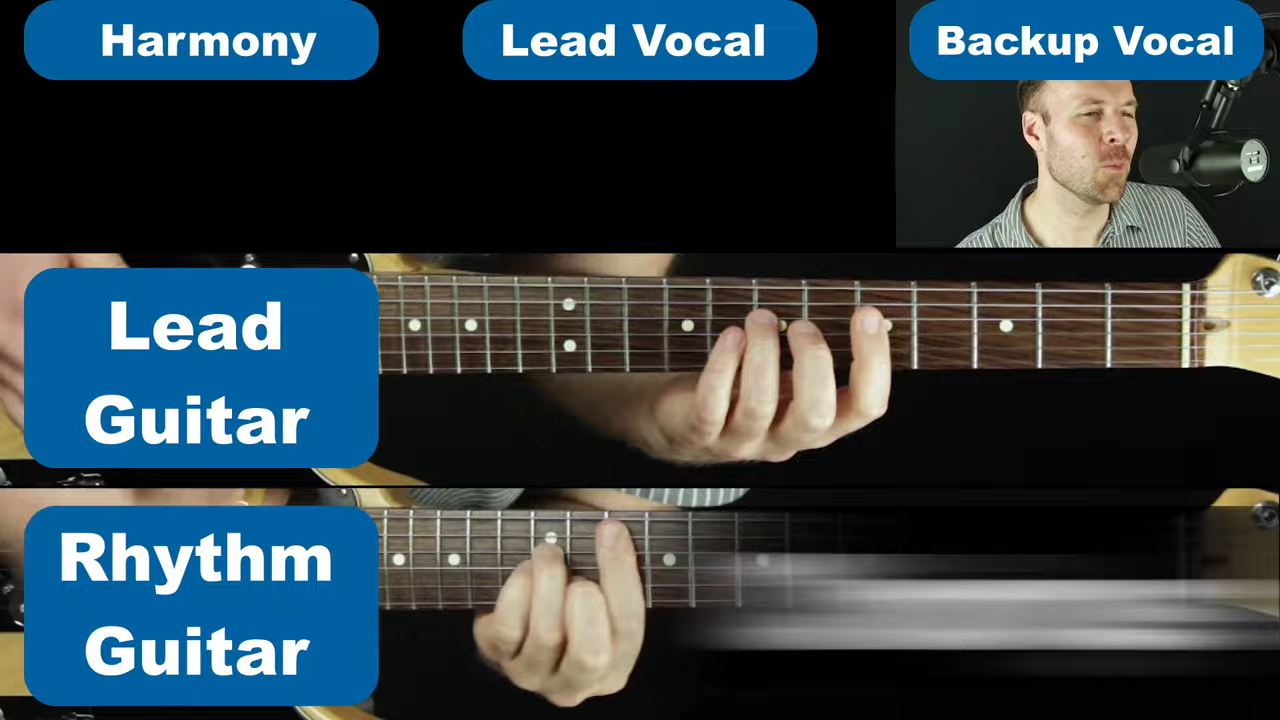 Harmony
Lead Vocal
Backup Vocal
Lead
Guitar
Rhythm
Guitar